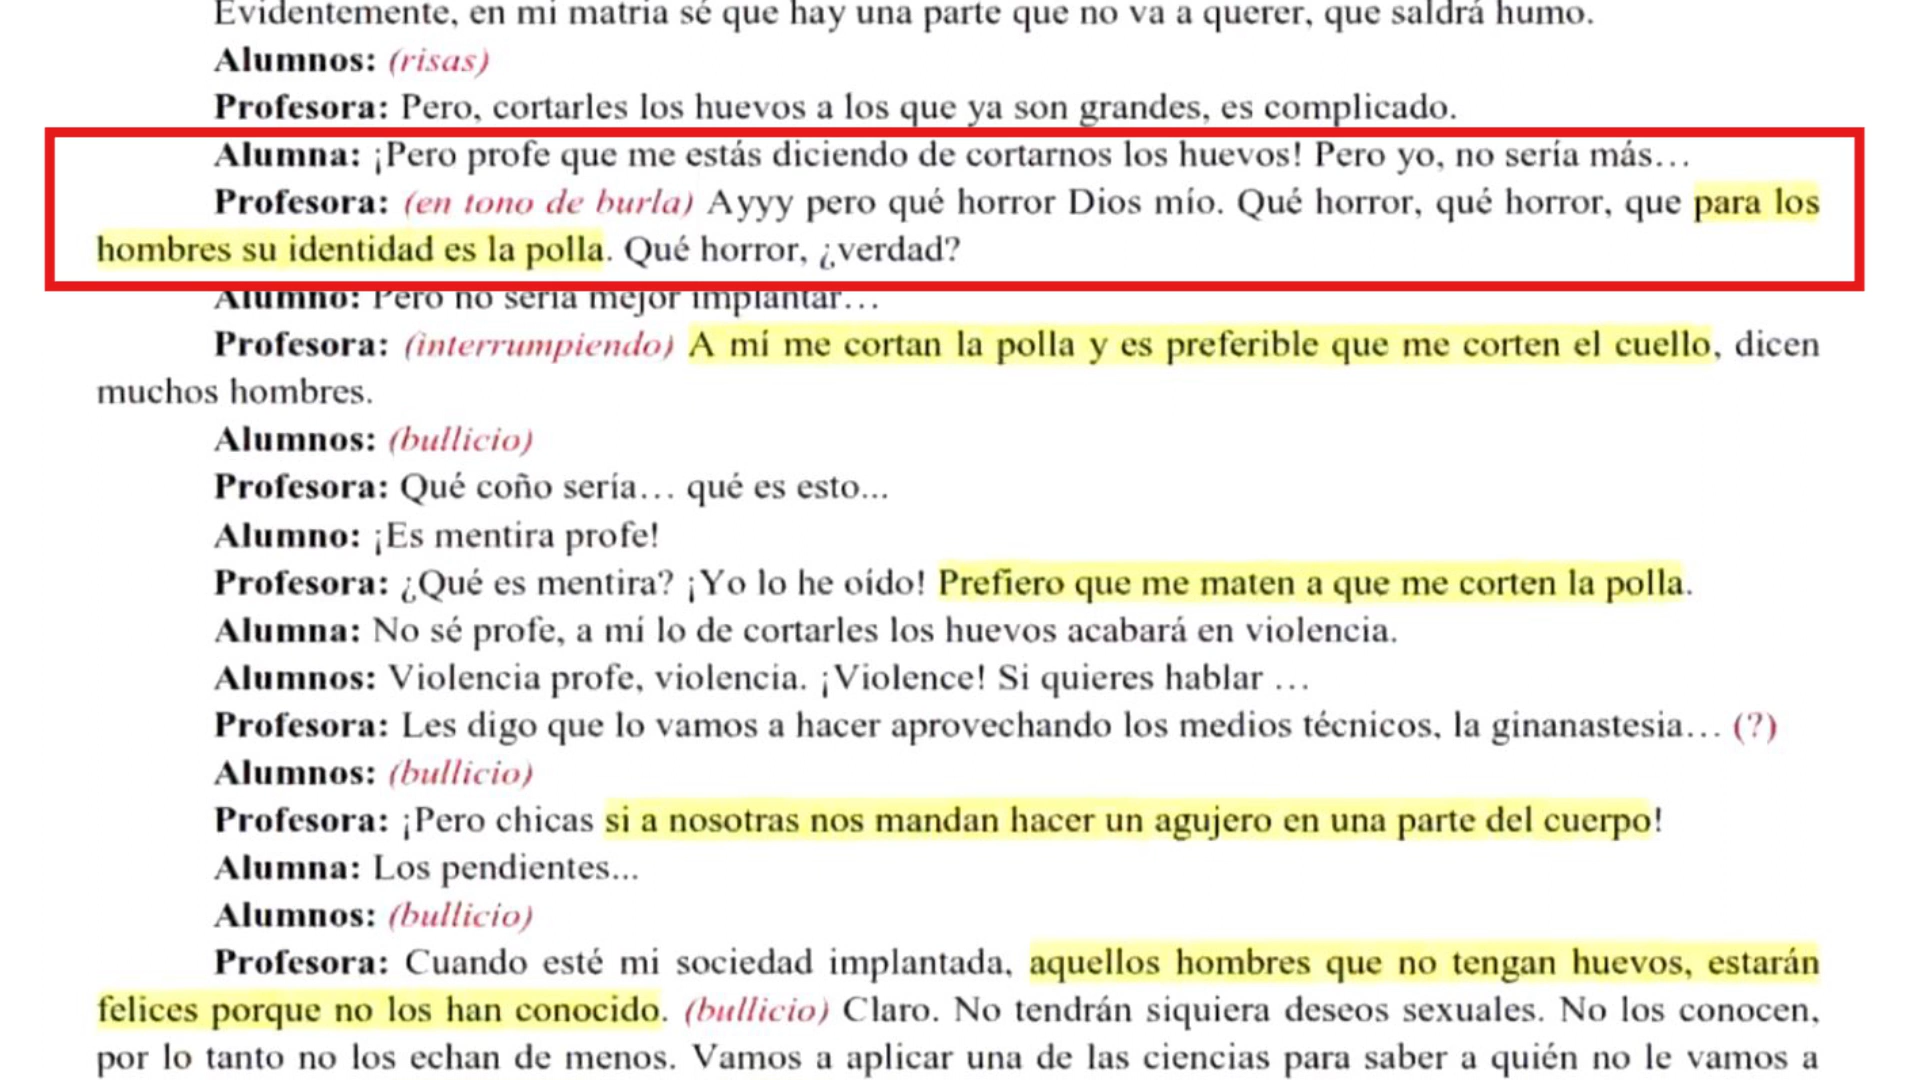 Evidentemente, en mi matria sé que hay una parte que no va a querer, que saldrá humo.
Alumnos: (risas)
Profesora: Pero, cortarles los huevos a los que ya son grandes, es complicado.
Alumna: ¡Pero profe que me estás diciendo de cortarnos los huevos! Pero yo, no sería más…
Profesora: (en tono de burla) Ayyy pero qué horror Dios mío. Qué horror, qué horror, que para los
hombres su identidad es la polla. Qué horror, ¿verdad?
Alumno: Pero no sería mejor implantar…
Profesora: (interrumpiendo) A mí me cortan la polla y es preferible que me corten el cuello, dicen
muchos hombres.
Alumnos: (bullicio)
Profesora: Qué coño sería… qué es esto...
Alumno: ¡Es mentira profe!
Profesora: ¿Qué es mentira? ¡Yo lo he oído! Prefiero que me maten a que me corten la polla.
Alumna: No sé profe, a mí lo de cortarles los huevos acabará en violencia.
Alumnos: Violencia profe, violencia. ¡Violence! Si quieres hablar …
Profesora: Les digo que lo vamos a hacer aprovechando los medios técnicos, la ginanastesia… (?)
Alumnos: (bullicio)
Profesora: ¡Pero chicas si a nosotras nos mandan hacer un agujero en una parte del cuerpo!
Alumna: Los pendientes...
Alumnos: (bullicio)
Profesora: Cuando esté mi sociedad implantada, aquellos hombres que no tengan huevos, estarán
felices porque no los han conocido. (bullicio) Claro. No tendrán siquiera deseos sexuales. No los conocen,
por lo tanto no los echan de menos. Vamos a aplicar una de las ciencias para saber a quién no le vamos a